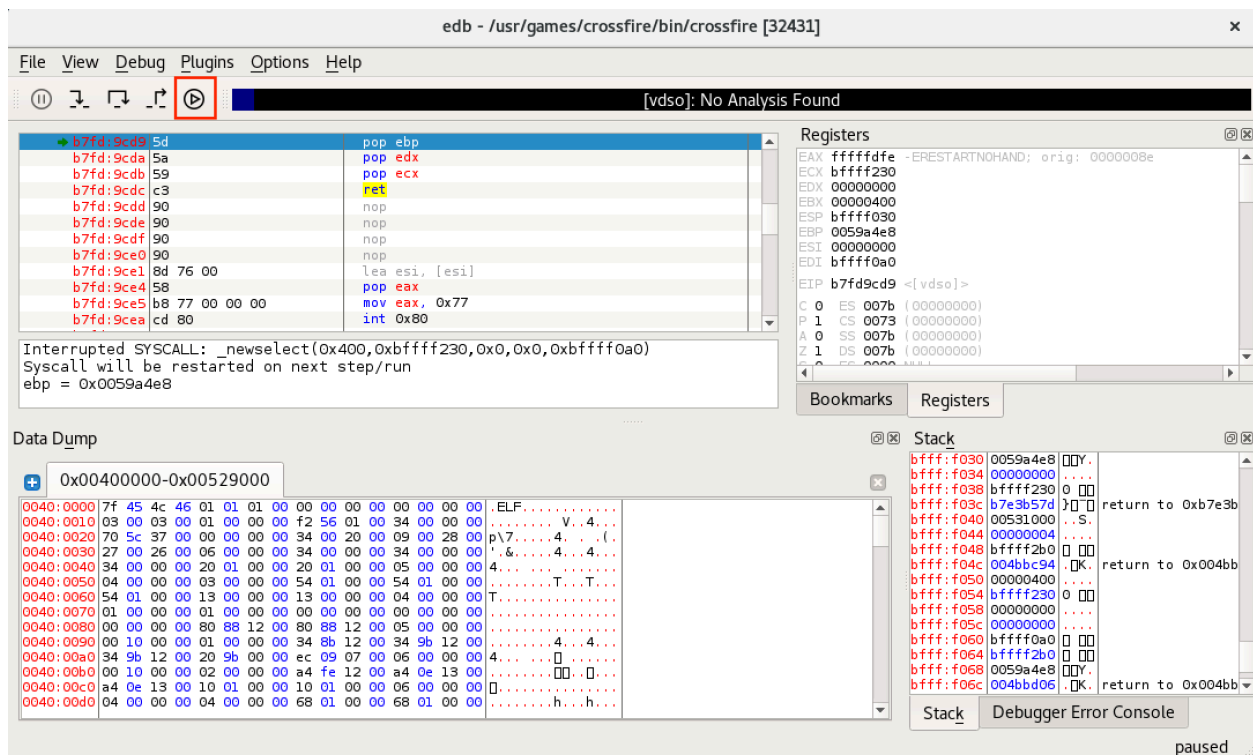 edb - /usr/games/crossfire/bin/crossfire [32431]
File View Debug Plugins Options Help
[vdso]: No Analysis Found
b7fd:9cd9 5d pop ebp
b7fd:9cda 5a pop edx
b7fd:9cdb 59 pop ecx
b7fd:9cdc c3 ret
b7fd:9cdd 90 nop
b7fd:9cde 90 nop
b7fd:9cdf 90 nop
b7fd:9ce0 90 nop
b7fd:9ce1 8d 76 00 lea esi, [esi]
b7fd:9ce4 58 pop eax
b7fd:9ce5 b8 77 00 00 00 mov eax, 0x77
b7fd:9cea cd 80 int 0x80
Interrupted SYSCALL: _newselect(0x400,0xbffff230,0x0,0x0,0xbffff0a0)
Syscall will be restarted on next step/run
ebp = 0x0059a4e8
Registers
EAX fffffdfe -ERESTARTNOHAND; orig: 0000008e
ECX bffff230
EDX 00000000
EBX 00000400
ESP bffff030
EBP 0059a4e8
ESI 00000000
EDI bffff0a0
EIP b7fd9cd9 <[vdso]>
C 0 ES 007b (00000000)
P 1 CS 0073 (00000000)
A 0 SS 007b (00000000)
Z 1 DS 007b (00000000)
Bookmarks Registers
Data Dump
0x00400000-0x00529000
0040:0000 7f 45 4c 46 01 01 01 00 00 00 00 00 00 00 00 00 .ELF............
0040:0010 03 00 03 00 01 00 00 00 f2 56 01 00 34 00 00 00 ........ V..4...
0040:0020 70 5c 37 00 00 00 00 00 34 00 20 00 09 00 28 00 p\7.....4. . .(.
0040:0030 27 00 26 00 06 00 00 00 34 00 00 00 34 00 00 00 '.&.....4...4...
0040:0040 34 00 00 00 20 01 00 00 20 01 00 00 05 00 00 00 4... ... .......
0040:0050 04 00 00 00 03 00 00 00 54 01 00 00 54 01 00 00 ........T...T...
0040:0060 54 01 00 00 13 00 00 00 13 00 00 00 04 00 00 00 T...............
0040:0070 01 00 00 00 01 00 00 00 00 00 00 00 00 00 00 00 ................
0040:0080 00 00 00 00 80 88 12 00 80 88 12 00 05 00 00 00 ................
0040:0090 00 10 00 00 01 00 00 00 34 8b 12 00 34 9b 12 00 ........4...4...
0040:00a0 34 9b 12 00 20 9b 00 00 ec 09 07 00 06 00 00 00
0040:00b0 00 10 00 00 02 00 00 00 a4 fe 12 00 a4 0e 13 00
0040:00c0 a4 0e 13 00 10 01 00 00 10 01 00 00 06 00 00 00
0040:00d0 04 00 00 00 04 00 00 00 68 01 00 00 68 01 00 00 ........h...h...
Stack
bfff:f030 0059a4e8 Y.
bfff:f034 00000000 ....
bfff:f038 bffff230 0
bfff:f03c b7e3b57d } return to 0xb7e3b
bfff:f040 00531000 ..S.
bfff:f044 00000004 ....
bfff:f048 bffff2b0
bfff:f04c 004bbc94 . K. return to 0x004bb
bfff:f050 00000400 ....
bfff:f054 bffff230 0
bfff:f058 00000000 ....
bfff:f05c 00000000 ....
bfff:f060 bffff0a0
bfff:f064 bffff2b0
bfff:f068 0059a4e8 Y.
bfff:f06c 004bbd06 . K. return to 0x004bb
Stack Debugger Error Console
paused